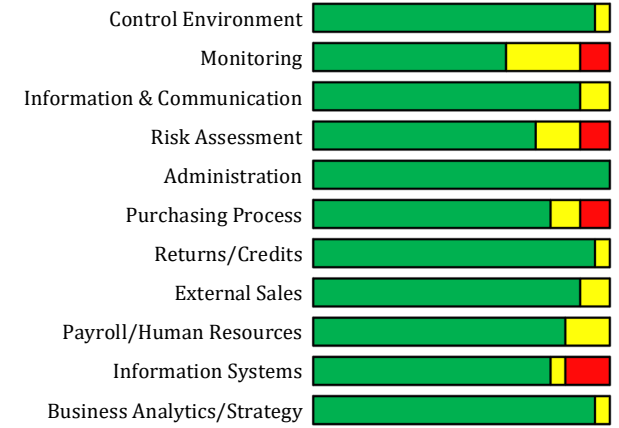 Control Environment
Monitoring
Information & Communication
Risk Assessment
Administration
Purchasing Process
Returns/Credits
External Sales
Payroll/Human Resources
Information Systems
Business Analytics/Strategy